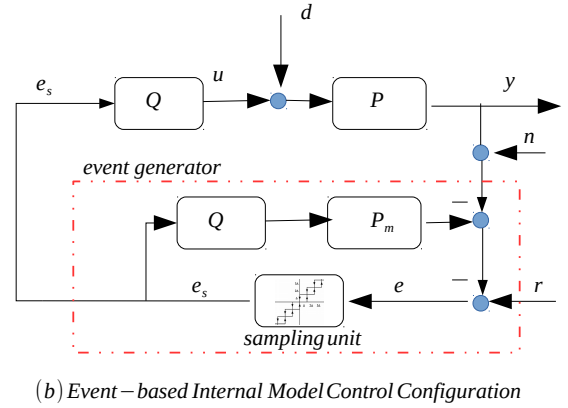 d
e_s
Q
u
P
y
n
event generator
−
Q
P_m
−
e_s
e
r
sampling unit
(b) Event−based Internal Model Control Configuration